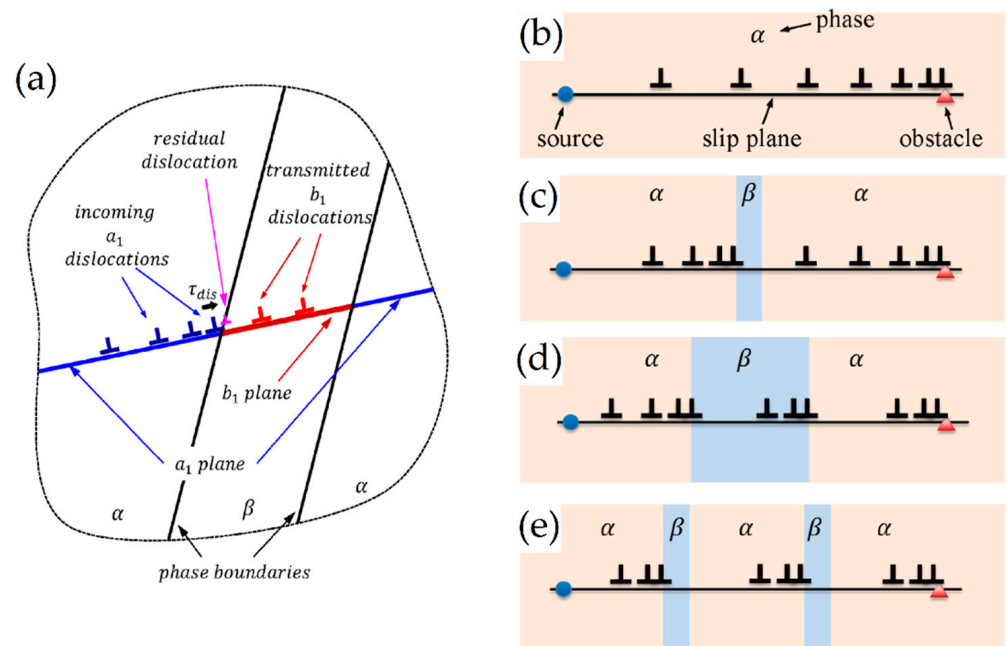 (a)
residual
dislocation
transmitted
b₁
dislocations
incoming
a₁
dislocations
τ_dis
b₁ plane
a₁ plane
α
β
α
phase boundaries
(b)
α
phase
source
slip plane
obstacle
(c)
α
β
α
(d)
α
β
α
(e)
α
β
α
β
α